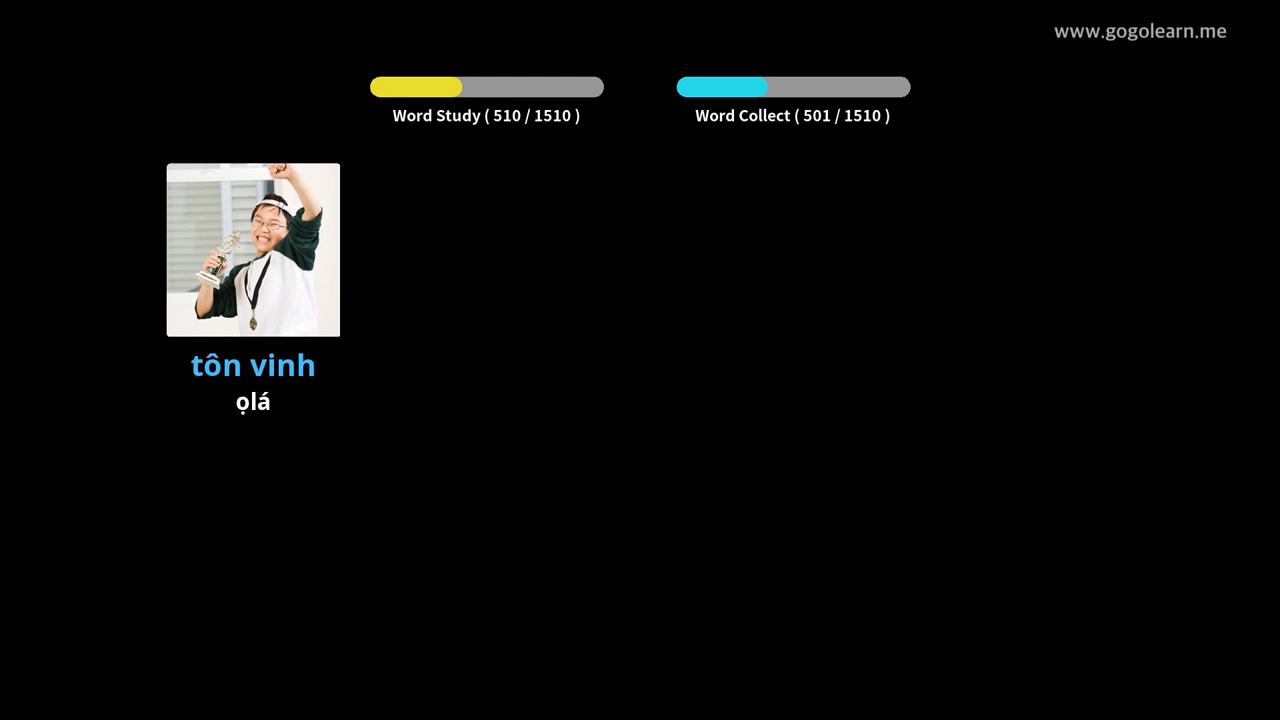 www.gogolearn.me
Word Study ( 510 / 1510 )
Word Collect ( 501 / 1510 )
tôn vinh
ọlá